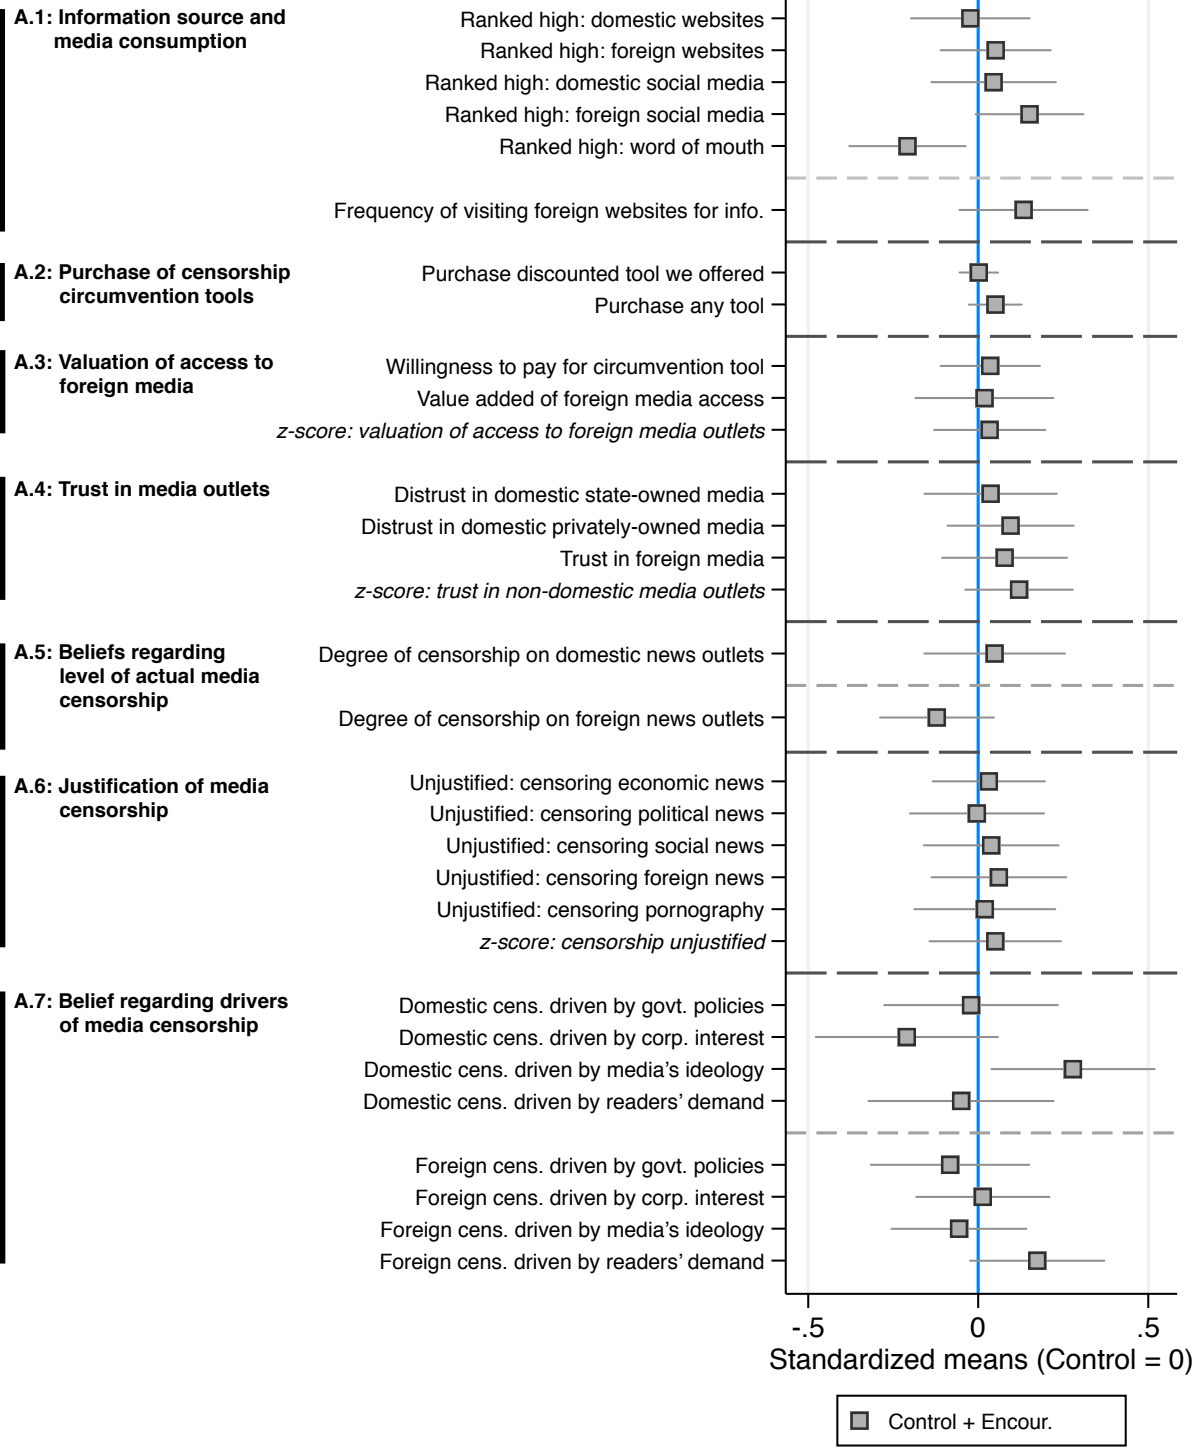 A.1: Information source and
media consumption
Ranked high: domestic websites
Ranked high: foreign websites
Ranked high: domestic social media
Ranked high: foreign social media
Ranked high: word of mouth
Frequency of visiting foreign websites for info.
A.2: Purchase of censorship
circumvention tools
Purchase discounted tool we offered
Purchase any tool
A.3: Valuation of access to
foreign media
Willingness to pay for circumvention tool
Value added of foreign media access
z-score: valuation of access to foreign media outlets
A.4: Trust in media outlets
Distrust in domestic state-owned media
Distrust in domestic privately-owned media
Trust in foreign media
z-score: trust in non-domestic media outlets
A.5: Beliefs regarding
level of actual media
censorship
Degree of censorship on domestic news outlets
Degree of censorship on foreign news outlets
A.6: Justification of media
censorship
Unjustified: censoring economic news
Unjustified: censoring political news
Unjustified: censoring social news
Unjustified: censoring foreign news
Unjustified: censoring pornography
z-score: censorship unjustified
A.7: Belief regarding drivers
of media censorship
Domestic cens. driven by govt. policies
Domestic cens. driven by corp. interest
Domestic cens. driven by media’s ideology
Domestic cens. driven by readers’ demand
Foreign cens. driven by govt. policies
Foreign cens. driven by corp. interest
Foreign cens. driven by media’s ideology
Foreign cens. driven by readers’ demand
-.5 0 .5
Standardized means (Control = 0)
Control + Encour.